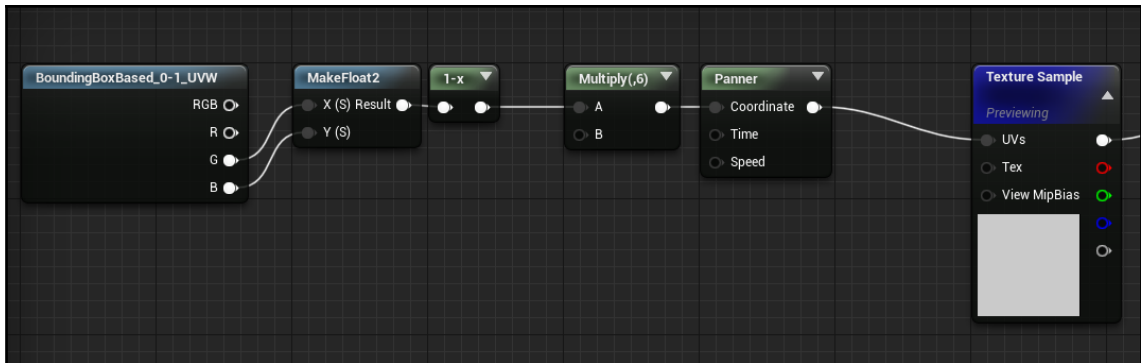 BoundingBoxBased_0-1_UVW
RGB
R
G
B
MakeFloat2
X (S) Result
Y (S)
1-x
Multiply(,6)
A
B
Panner
Coordinate
Time
Speed
Texture Sample
Previewing
UVs
Tex
View MipBias